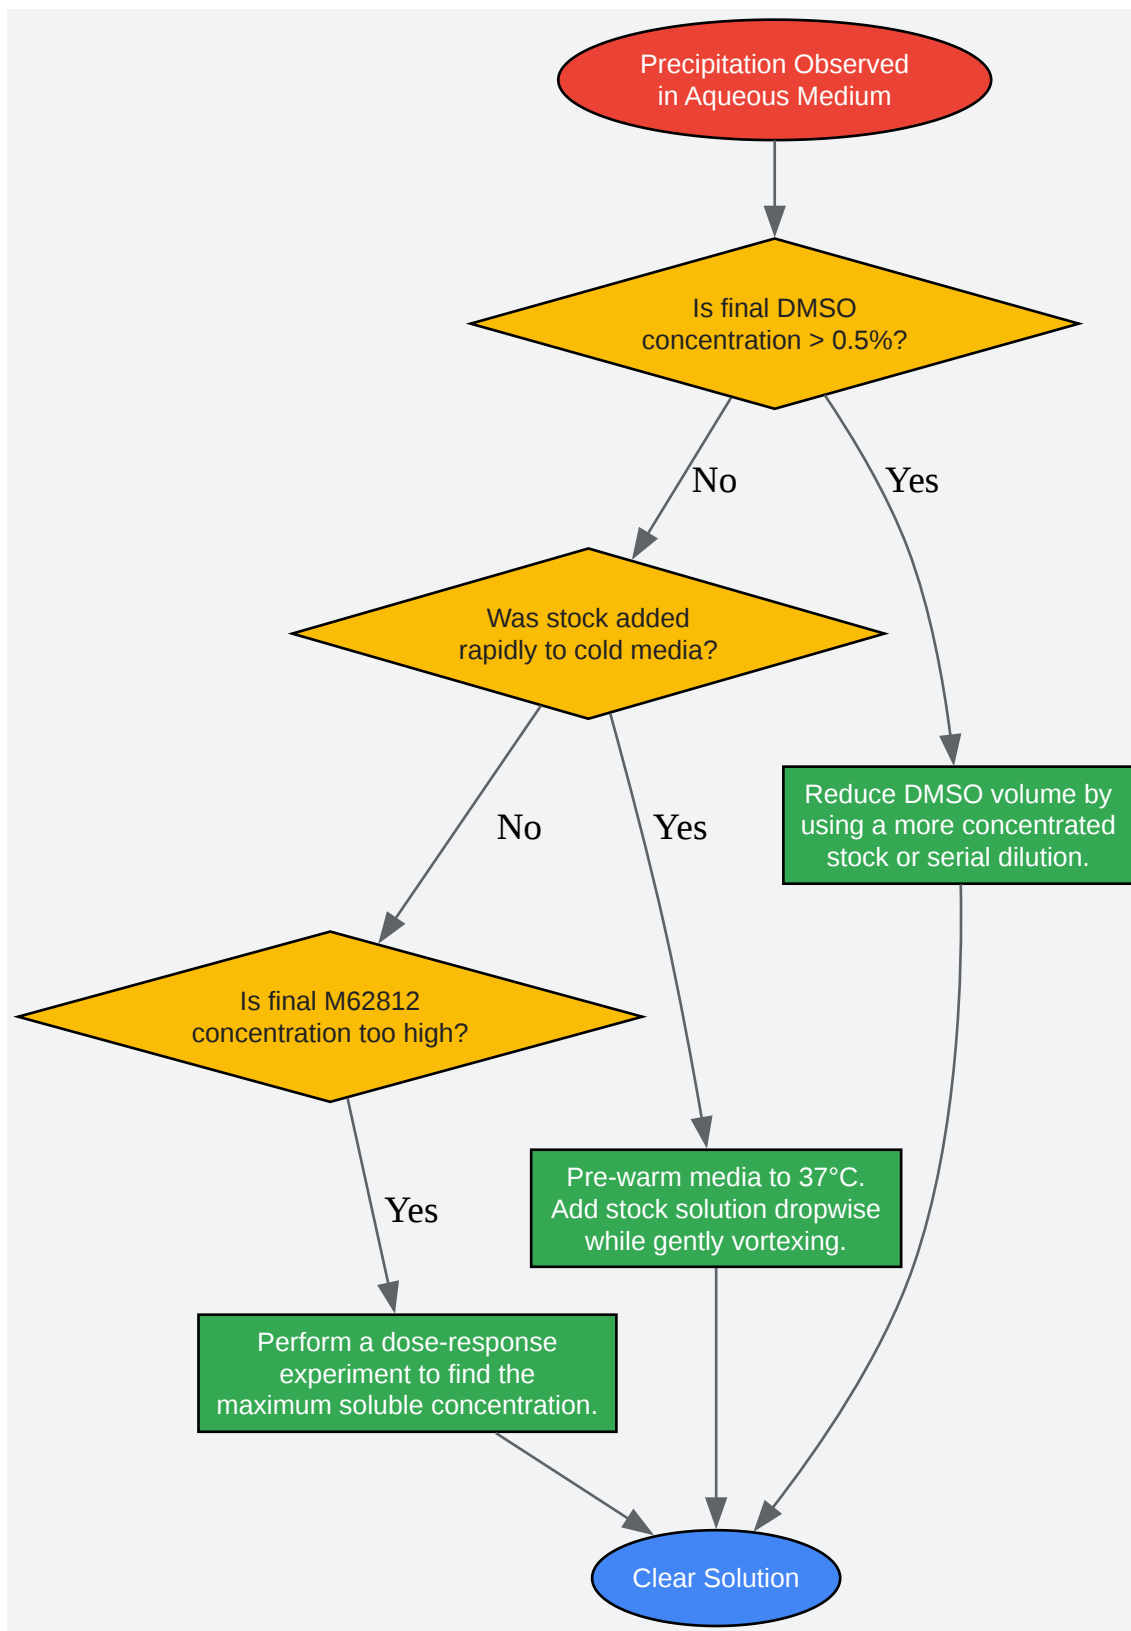 Precipitation Observed
in Aqueous Medium
Is final DMSO
concentration > 0.5%?
No
Yes
Was stock added
rapidly to cold media?
Reduce DMSO volume by
using a more concentrated
stock or serial dilution.
No
Yes
Is final M62812
concentration too high?
Pre-warm media to 37°C.
Add stock solution dropwise
while gently vortexing.
Yes
Perform a dose-response
experiment to find the
maximum soluble concentration.
Clear Solution